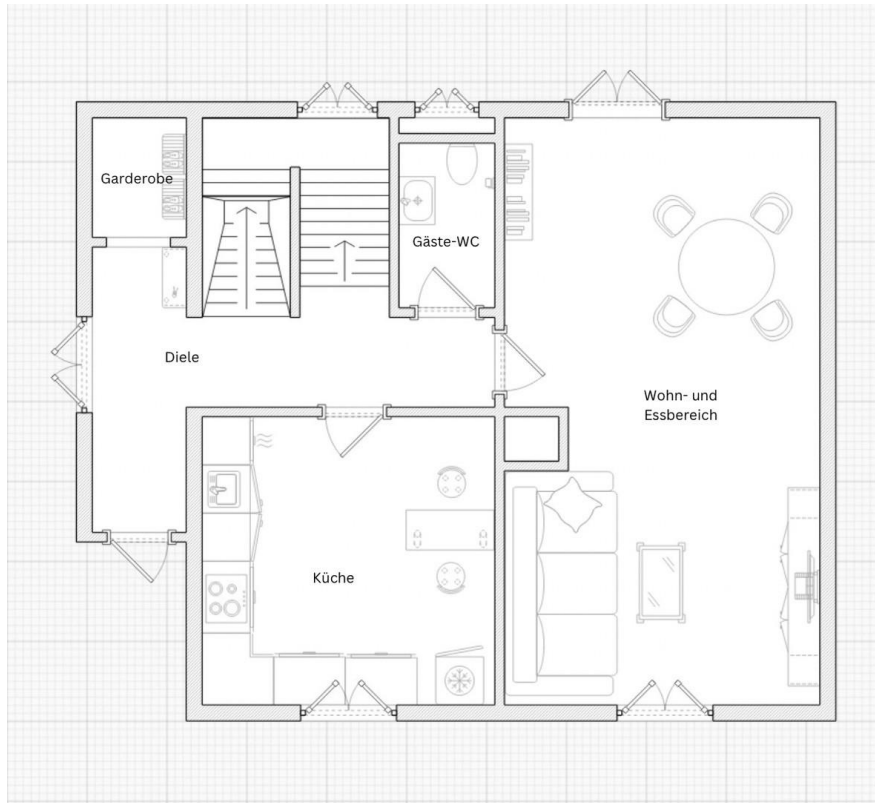 Garderobe
Gäste-WC
Diele
Wohn- und
Essbereich
Küche